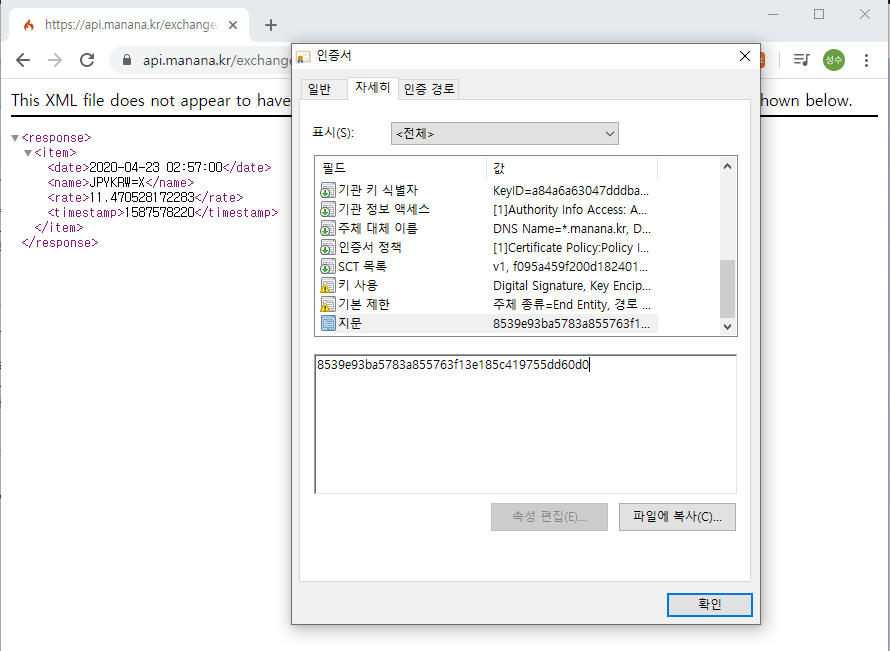 https://api.manana.kr/exchange/
api.manana.kr/exchange
성수
This XML file does not appear to have
hown below.
<response>
<item>
<date>2020-04-23 02:57:00</date>
<name>JPYKRW=X</name>
<rate>11.470528172283</rate>
<timestamp>1587578220</timestamp>
</item>
</response>
인증서
일반 자세히 인증 경로
표시(S): <전체>
필드 값
기관 키 식별자 KeyID=a84a6a63047dddba...
기관 정보 액세스 [1]Authority Info Access: A...
주체 대체 이름 DNS Name=*.manana.kr, D...
인증서 정책 [1]Certificate Policy:Policy I...
SCT 목록 v1, f095a459f200d182401...
키 사용 Digital Signature, Key Encip...
기본 제한 주체 종류=End Entity, 경로 ...
지문 8539e93ba5783a855763f1...
8539e93ba5783a855763f13e185c419755dd60d0
속성 편집(E)... 파일에 복사(C)...
확인